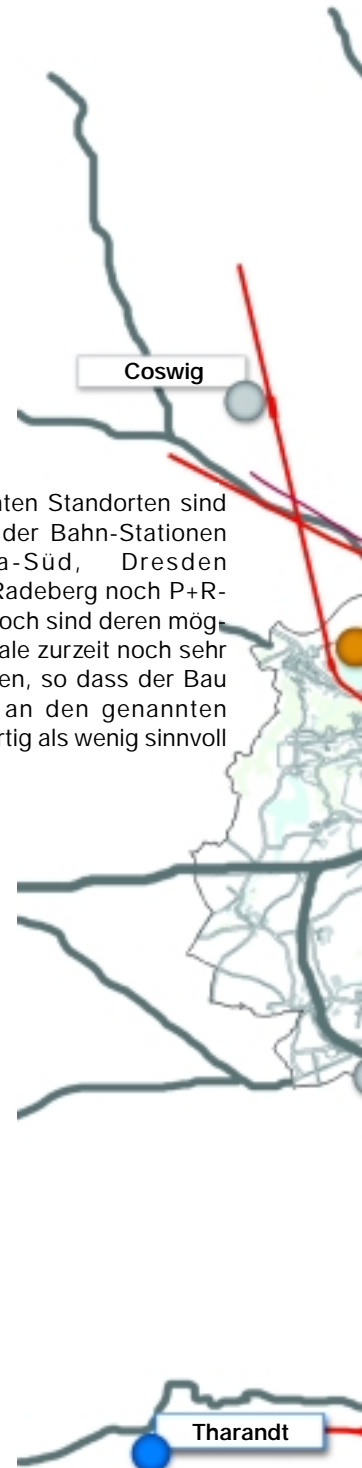 Coswig
nten Standorten sind
der Bahn-Stationen
a-Süd, Dresden
Radeberg noch P+R-
och sind deren mög-
ale zurzeit noch sehr
en, so dass der Bau
an den genannten
rtig als wenig sinnvoll
Tharandt